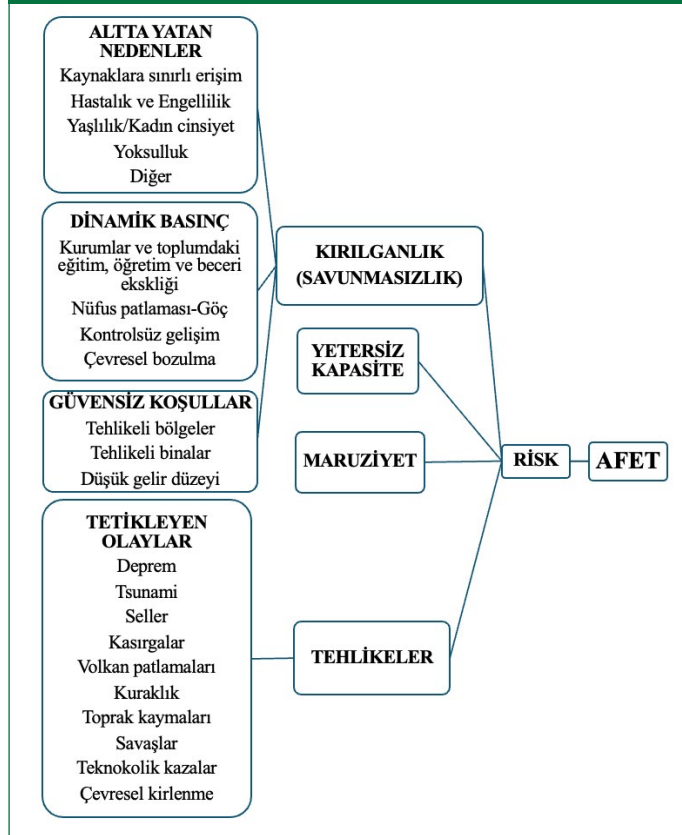 ALTTA YATAN
NEDENLER
Kaynaklara sınırlı erişim
Hastalık ve Engellilik
Yaşlılık/Kadın cinsiyet
Yoksulluk
Diğer
DİNAMİK BASINÇ
Kurumlar ve toplumdaki
eğitim, öğretim ve beceri
ekskliği
Nüfus patlaması-Göç
Kontrolsüz gelişim
Çevresel bozulma
GÜVENSİZ KOŞULLAR
Tehlikeli bölgeler
Tehlikeli binalar
Düşük gelir düzeyi
TETİKLEYEN
OLAYLAR
Deprem
Tsunami
Seller
Kasırgalar
Volkan patlamaları
Kuraklık
Toprak kaymaları
Savaşlar
Teknokolik kazalar
Çevresel kirlenme
KIRILGANLIK
(SAVUNMASIZLIK)
YETERSİZ
KAPASİTE
MARUZİYET
TEHLİKELER
RİSK
AFET